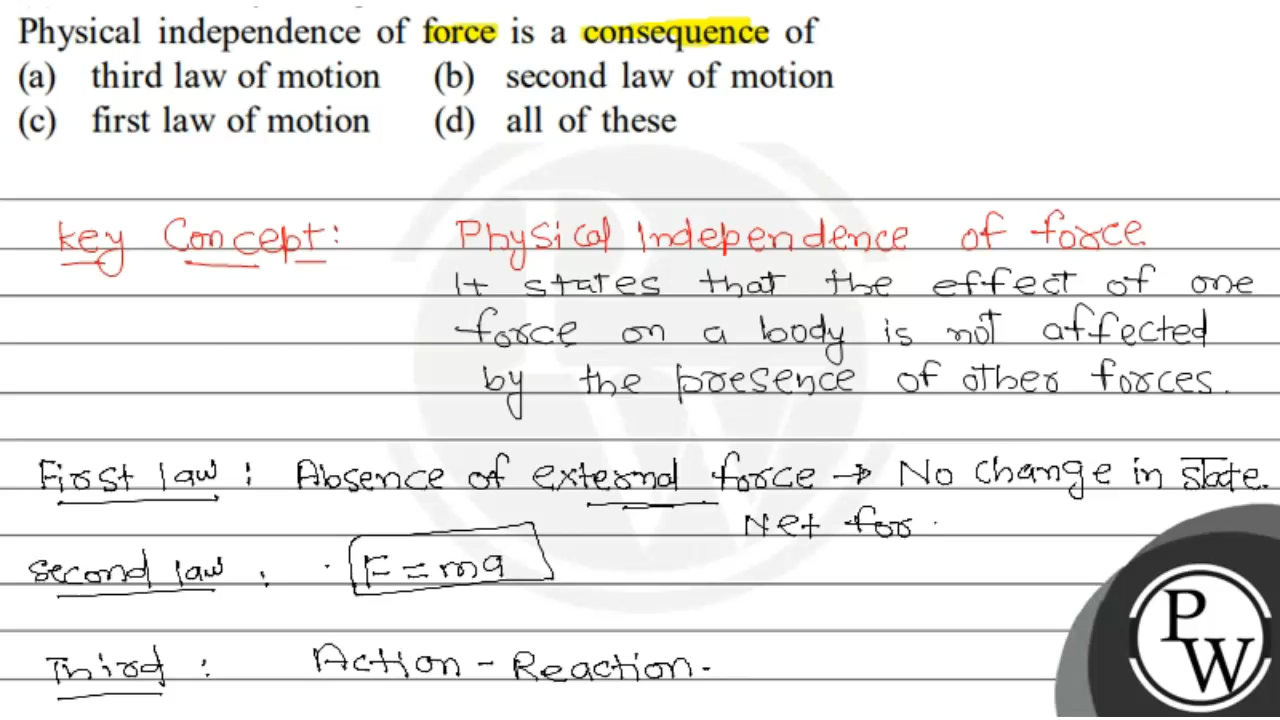 Physical independence of force is a consequence of
(a) third law of motion (b) second law of motion
(c) first law of motion (d) all of these
Key Concept: Physical Independence of force
It states that the effect of one
force on a body is not affected
by the presence of other forces.
First law: Absence of external force → No change in state.
Net for
second law: F = ma
Third: Action - Reaction.
PW